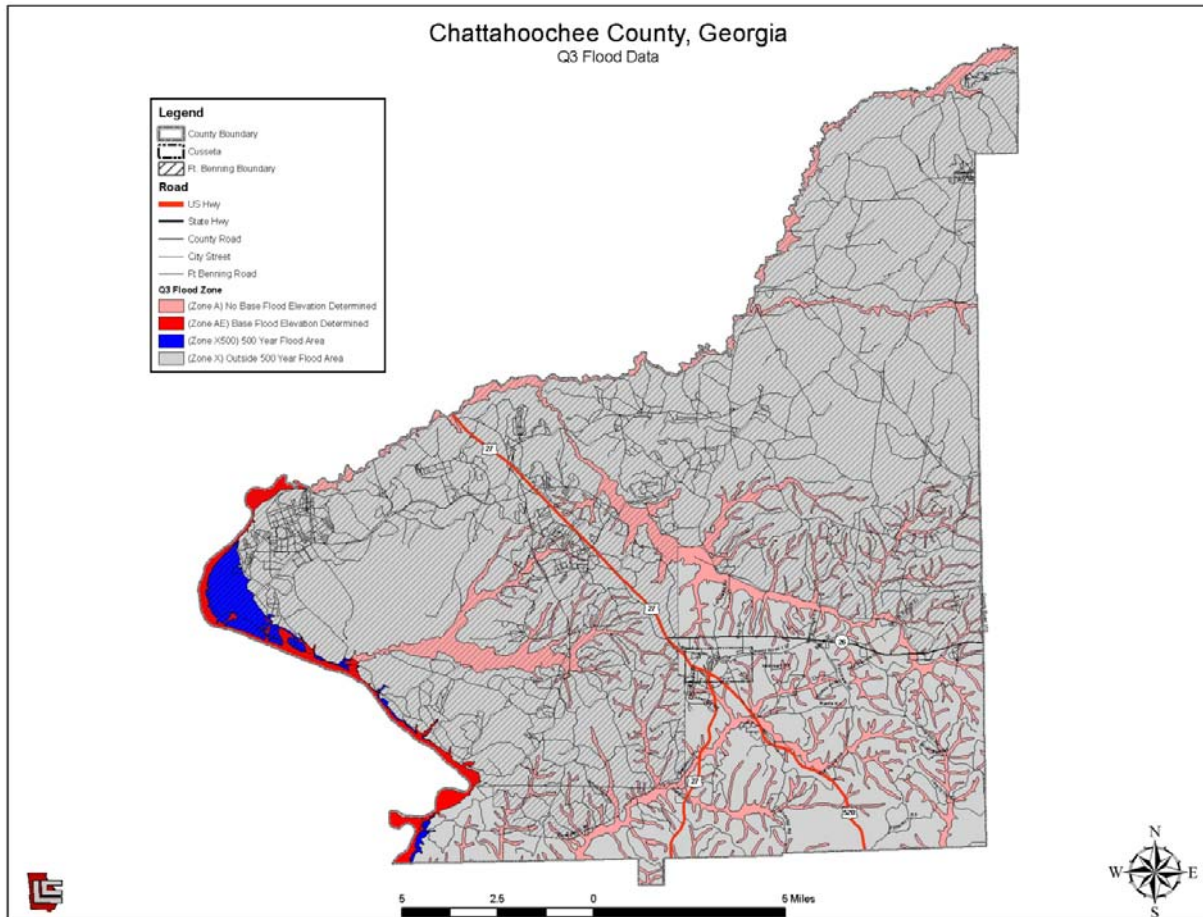 Chattahoochee County, Georgia
Q3 Flood Data
Legend
County Boundary
Cusseta
Ft. Benning Boundary
Road
US Hwy
State Hwy
County Road
City Street
Ft Benning Road
Q3 Flood Zone
(Zone A) No Base Flood Elevation Determined
(Zone AE) Base Flood Elevation Determined
(Zone X500) 500 Year Flood Area
(Zone X) Outside 500 Year Flood Area
27
27
26
27
520
N
W E
S
5 2.5 0 5 Miles